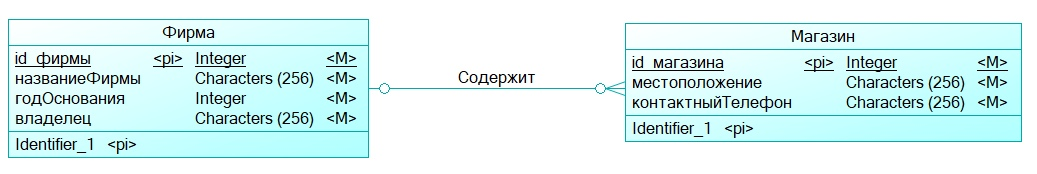 Фирма
id_фирмы <pi> Integer <M>
названиеФирмы Characters (256) <M>
годОснования Integer <M>
владелец Characters (256) <M>
Identifier_1 <pi>
Содержит
Магазин
id_магазина <pi> Integer <M>
местоположение Characters (256) <M>
контактныйТелефон Characters (256) <M>
Identifier_1 <pi>